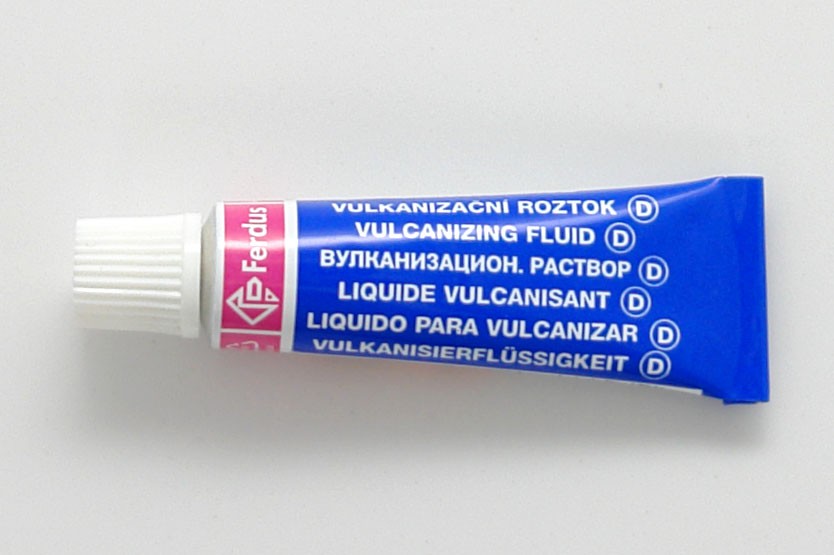 VULKANIZAČNÍ ROZTOK D
VULCANIZING FLUID D
ВУЛКАНИЗАЦИОН. РАСТВОР D
LIQUIDE VULCANISANT D
LIQUIDO PARA VULCANIZAR D
VULKANISIERFLÜSSIGKEIT D
Ferdus